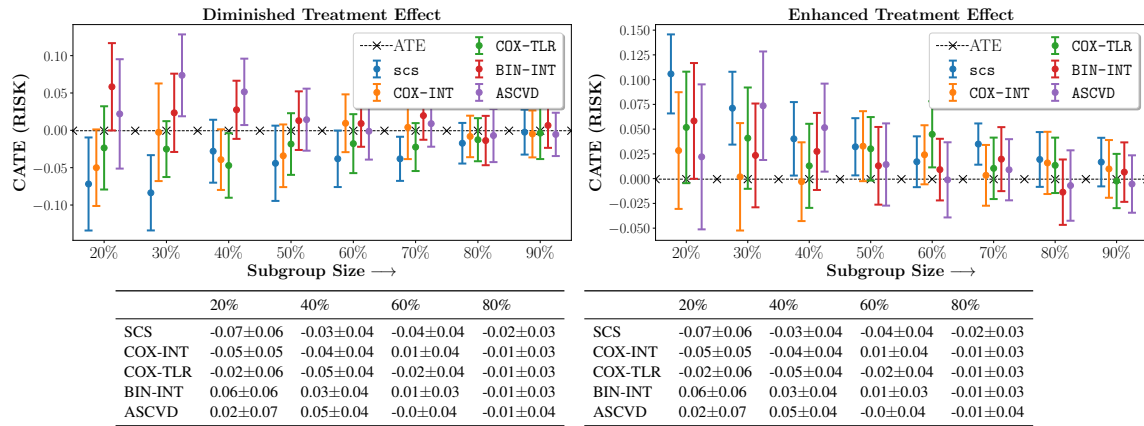 Diminished Treatment Effect
CATE (RISK)
0.10
0.05
0.00
−0.05
−0.10
ATE
scs
COX-INT
COX-TLR
BIN-INT
ASCVD
20% 30% 40% 50% 60% 70% 80% 90%
Subgroup Size →
Enhanced Treatment Effect
CATE (RISK)
0.150
0.125
0.100
0.075
0.050
0.025
0.000
−0.025
−0.050
ATE
scs
COX-INT
COX-TLR
BIN-INT
ASCVD
20% 30% 40% 50% 60% 70% 80% 90%
Subgroup Size →
20% 40% 60% 80%
SCS -0.07±0.06 -0.03±0.04 -0.04±0.04 -0.02±0.03
COX-INT -0.05±0.05 -0.04±0.04 0.01±0.04 -0.01±0.03
COX-TLR -0.02±0.06 -0.05±0.04 -0.02±0.04 -0.01±0.03
BIN-INT 0.06±0.06 0.03±0.04 0.01±0.03 -0.01±0.03
ASCVD 0.02±0.07 0.05±0.04 -0.0±0.04 -0.01±0.04
20% 40% 60% 80%
SCS -0.07±0.06 -0.03±0.04 -0.04±0.04 -0.02±0.03
COX-INT -0.05±0.05 -0.04±0.04 0.01±0.04 -0.01±0.03
COX-TLR -0.02±0.06 -0.05±0.04 -0.02±0.04 -0.01±0.03
BIN-INT 0.06±0.06 0.03±0.04 0.01±0.03 -0.01±0.03
ASCVD 0.02±0.07 0.05±0.04 -0.0±0.04 -0.01±0.04